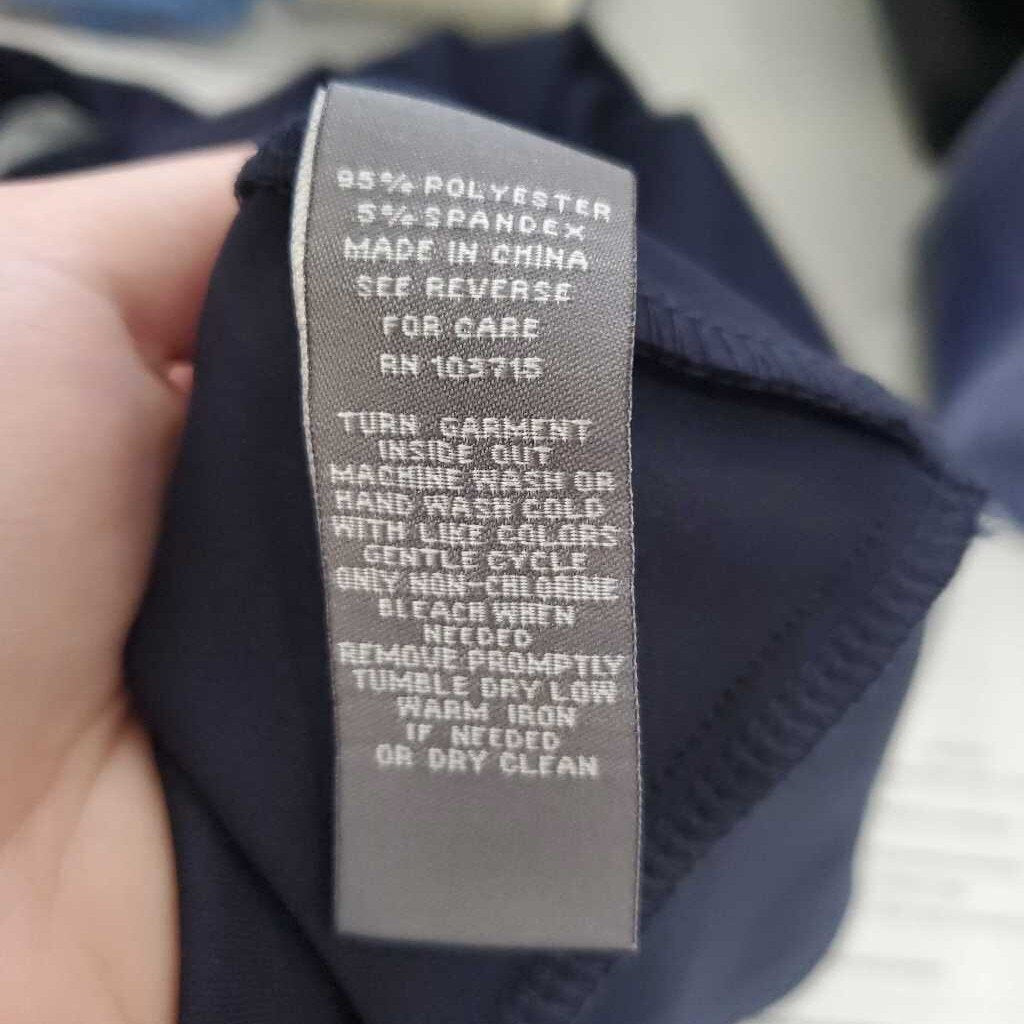 95% POLYESTER
5% SPANDEX
MADE IN CHINA
SEE REVERSE
FOR CARE
RN 103715
TURN GARMENT
INSIDE OUT
MACHINE WASH OR
HAND WASH COLD
WITH LIKE COLORS
GENTLE CYCLE
ONLY NON-CHLORINE
BLEACH WHEN
NEEDED
REMOVE PROMPTLY
TUMBLE DRY LOW
WARM IRON
IF NEEDED
OR DRY CLEAN